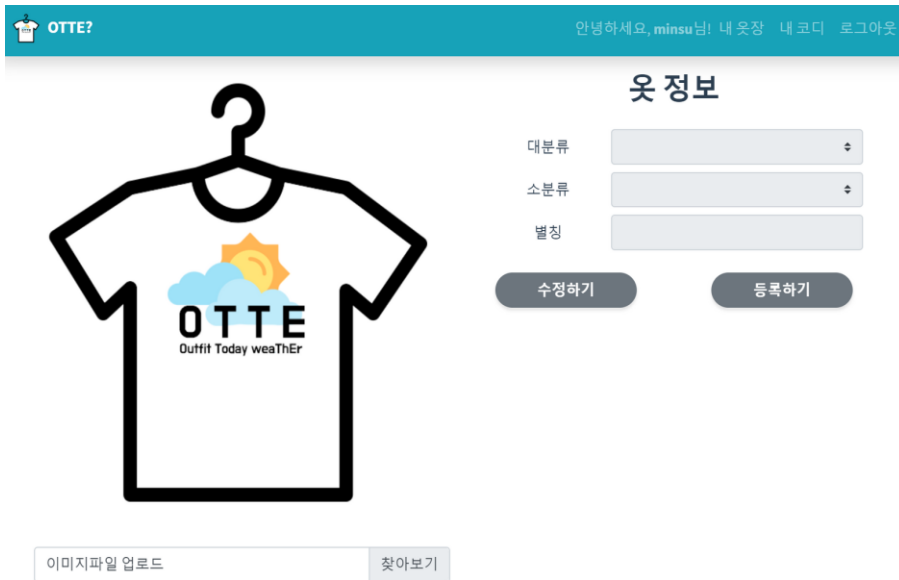 OTTE?
안녕하세요, minsu님! 내 옷장 내 코디 로그아웃
옷 정보
대분류
소분류
별칭
수정하기 등록하기
OTTE
Outfit Today weaThEr
이미지파일 업로드 찾아보기